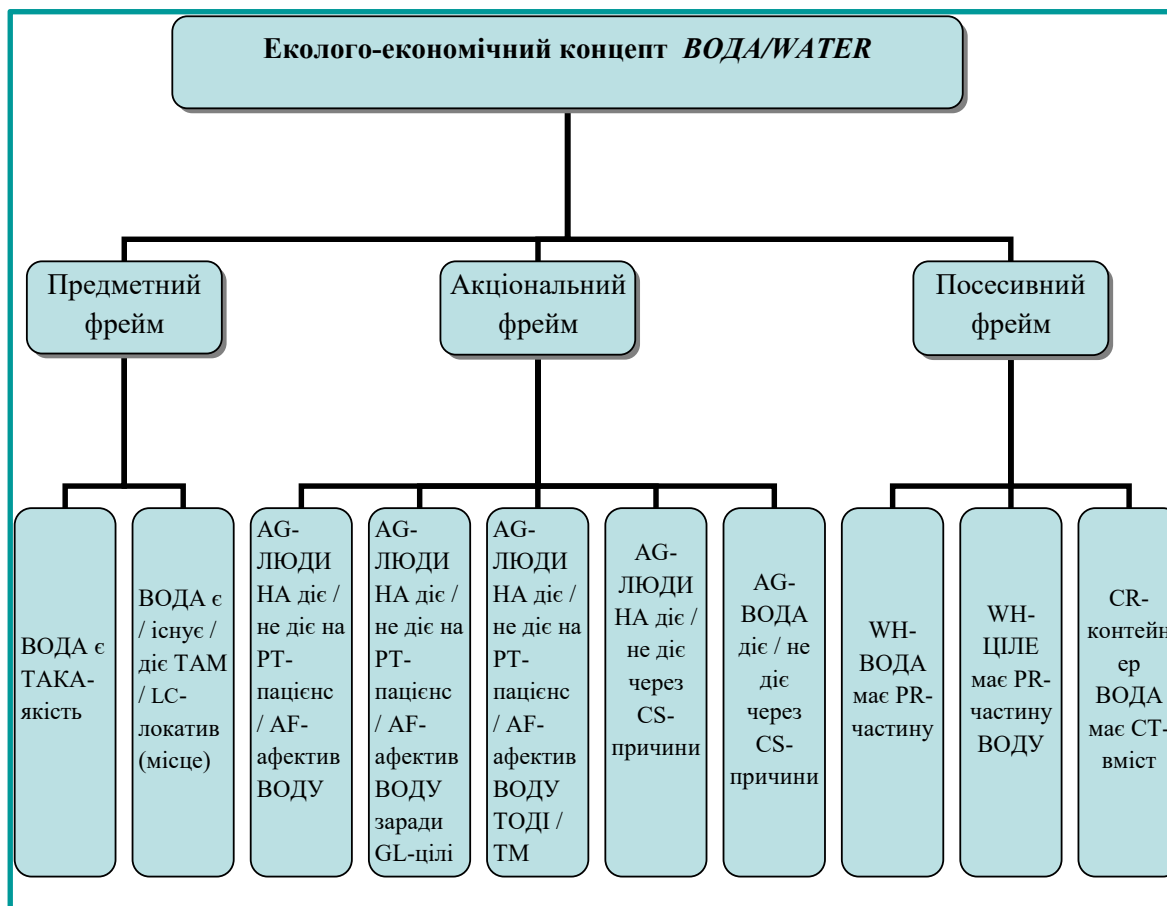 Еколого-економічний концепт ВОДА/WATER
Предметний
фрейм
Акціональний
фрейм
Посесивний
фрейм
ВОДА є
ТАКА-
якість
ВОДА є
/ існує /
діє ТАМ
/ LC-
локатив
(місце)
AG-
ЛЮДИ
НА діє /
не діє на
PT-
пацієнс
/ AF-
афектив
ВОДУ
AG-
ЛЮДИ
НА діє /
не діє на
PT-
пацієнс
/ AF-
афектив
ВОДУ
заради
GL-цілі
AG-
ЛЮДИ
НА діє /
не діє на
PT-
пацієнс
/ AF-
афектив
ВОДУ
ТОДІ /
TM
AG-
ЛЮДИ
НА діє /
не діє
через
CS-
причини
AG-
ВОДА
діє / не
діє
через
CS-
причини
WH-
ВОДА
має PR-
частину
WH-
ЦІЛЕ
має PR-
частину
ВОДУ
CR-
контейн
ер
ВОДА
має CT-
вміст